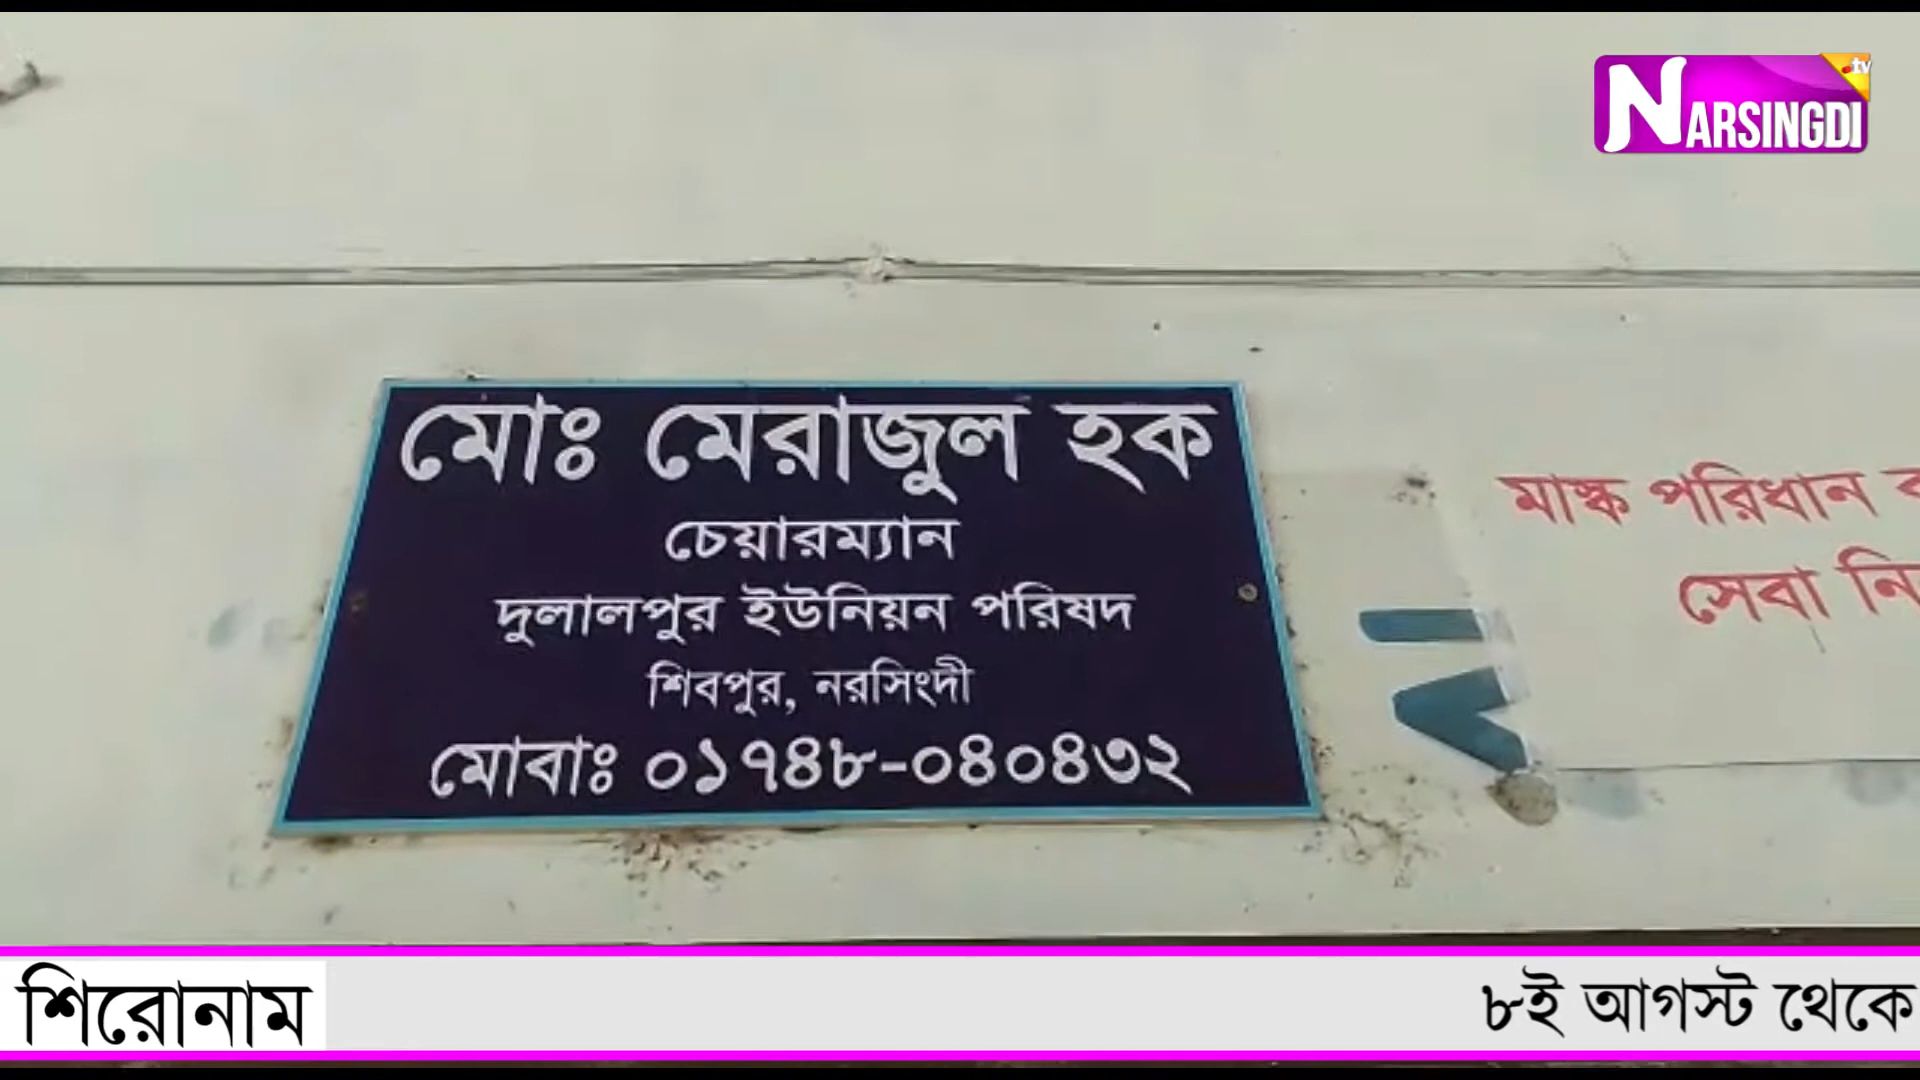 NARSINGDI.tv
মোঃ মেরাজুল হক
চেয়ারম্যান
দুলালপুর ইউনিয়ন পরিষদ
শিবপুর, নরসিংদী
মোবাঃ ০১৭৪৮-০৪০৪৩২
মাস্ক পরিধান
সেবা
শিরোনাম
৮ই আগস্ট থেকে